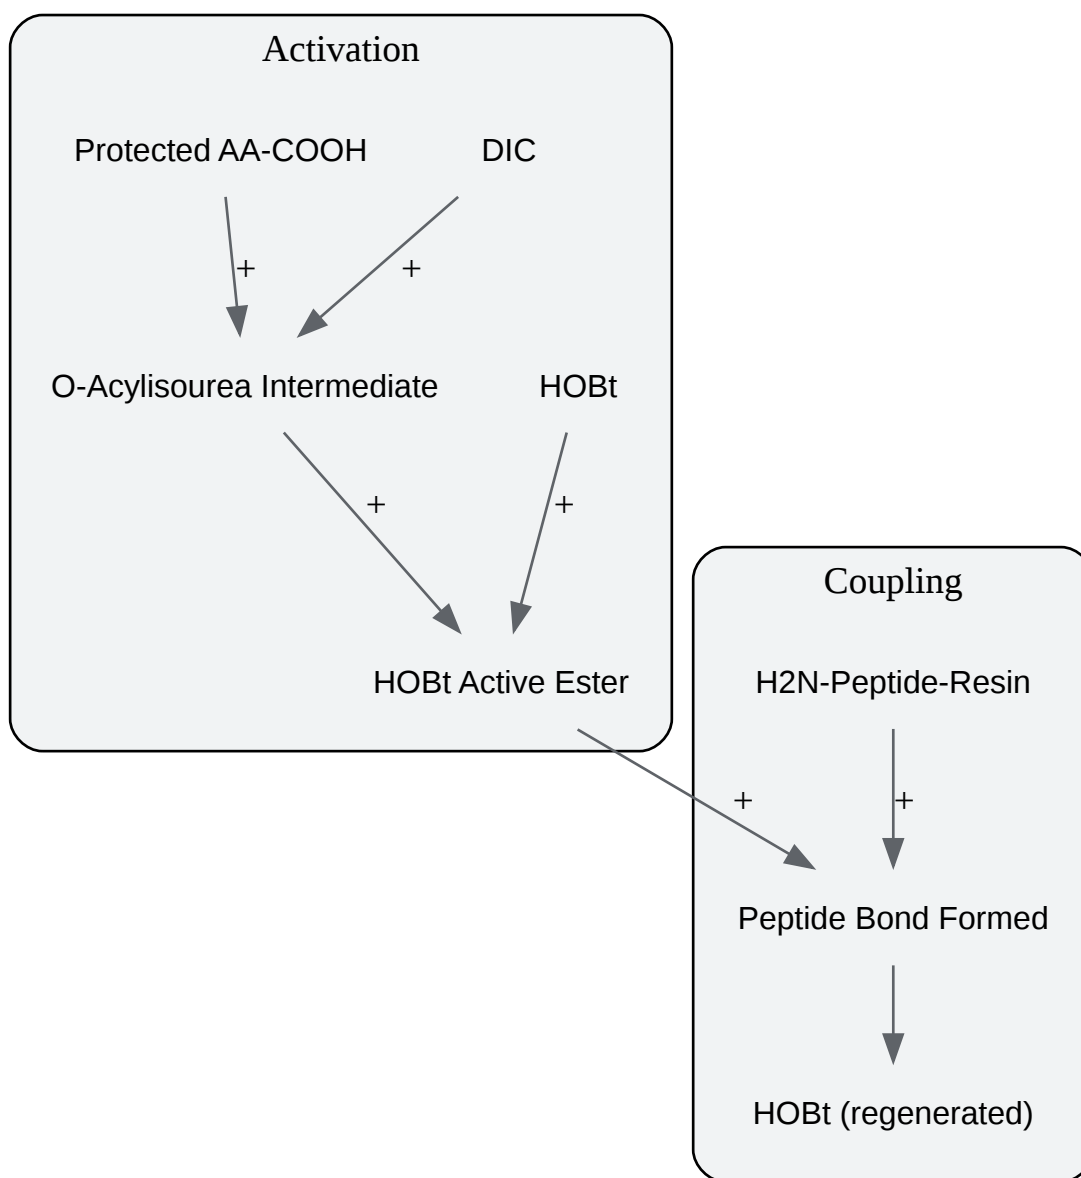 Activation
Protected AA-COOH
DIC
+
+
O-Acylisourea Intermediate
HOBt
+
+
HOBt Active Ester
Coupling
H2N-Peptide-Resin
+
+
Peptide Bond Formed
HOBt (regenerated)